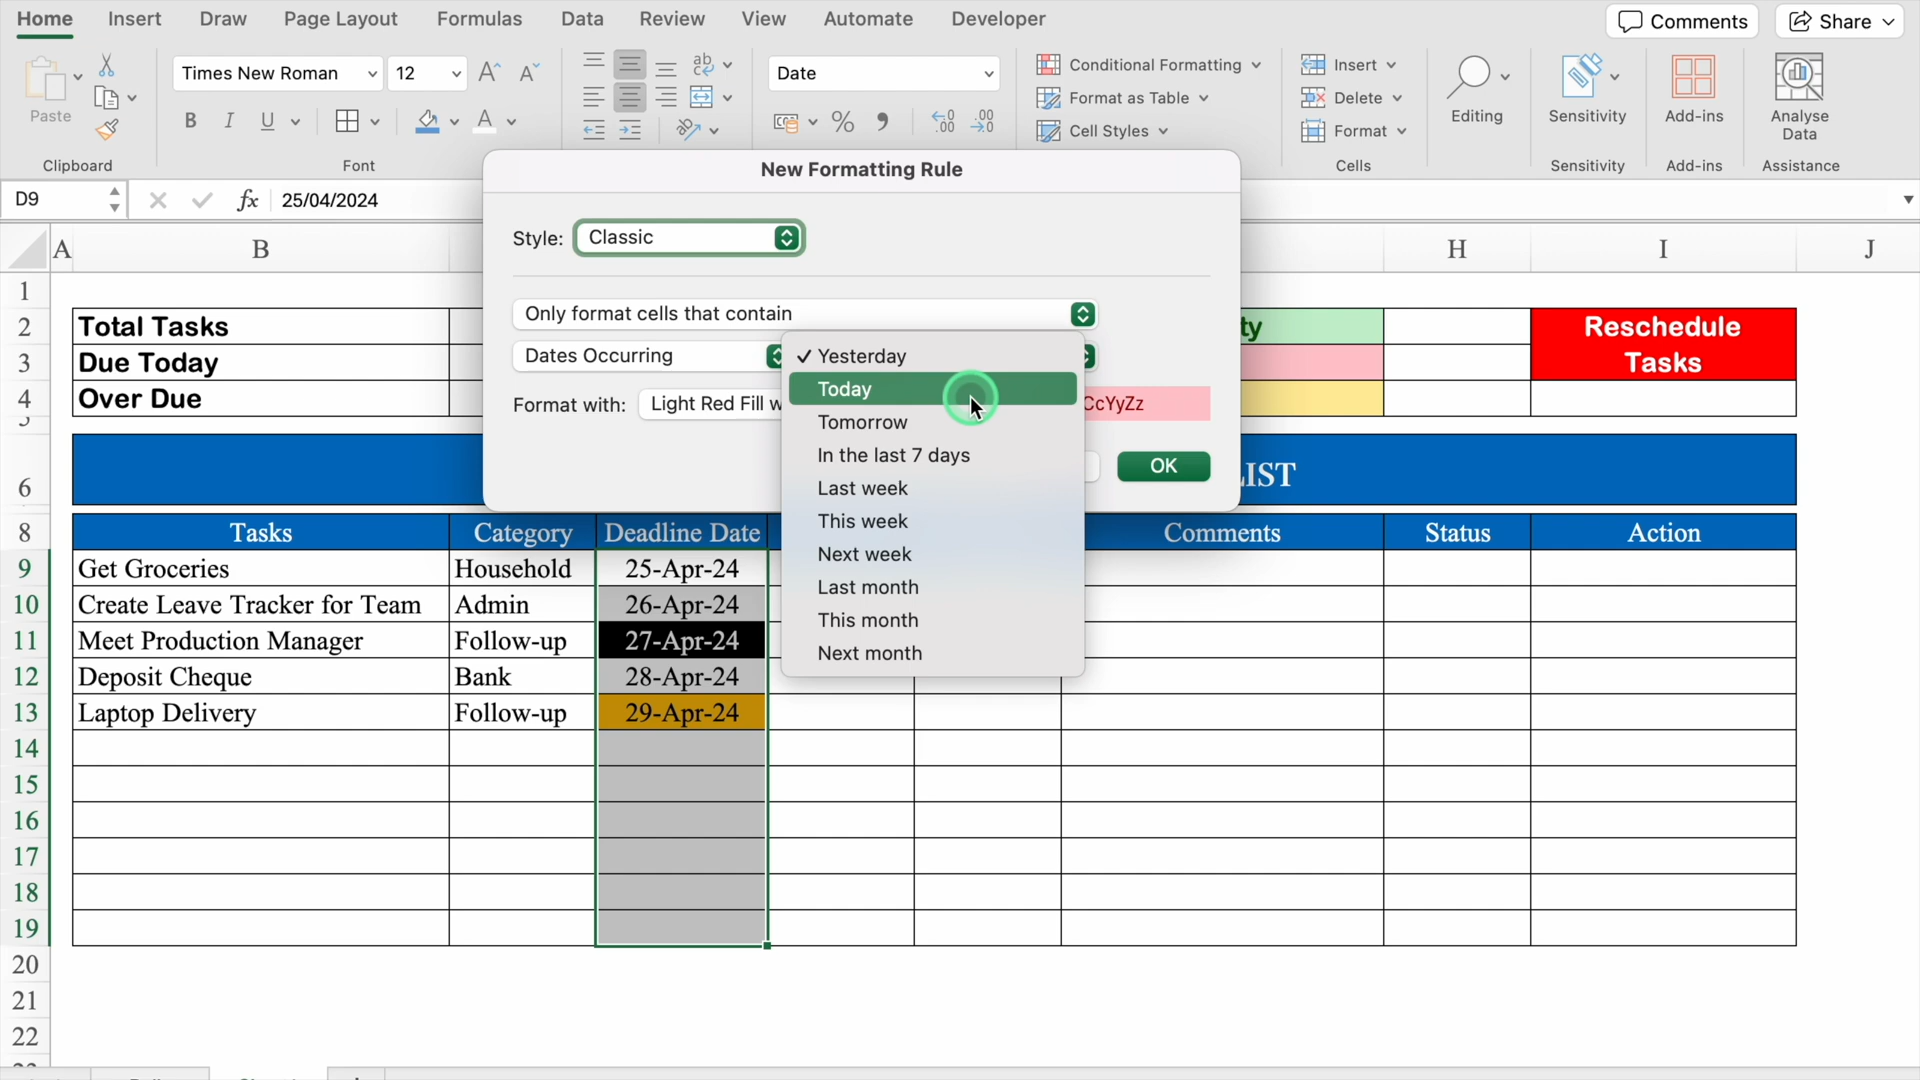 Home Insert Draw Page Layout Formulas Data Review View Automate Developer Comments Share
Paste Times New Roman 12 ab Date Conditional Formatting Insert
Format as Table Delete
B I U A % 9 .00 .00 Cell Styles Format
Editing Sensitivity Add-ins Analyse
Data
Clipboard Font Cells Sensitivity Add-ins Assistance
New Formatting Rule
D9 fx 25/04/2024
Style: Classic
A B H I J
1
Only format cells that contain
2 Total Tasks ty Reschedule
Tasks
3 Due Today Dates Occurring
4 Over Due Format with: Light Red Fill w CcYyZz
✓ Yesterday
Today
Tomorrow
In the last 7 days
Last week
This week
Next week
Last month
This month
Next month
OK
5
6 LIST
8 Tasks Category Deadline Date Comments Status Action
9 Get Groceries Household 25-Apr-24
10 Create Leave Tracker for Team Admin 26-Apr-24
11 Meet Production Manager Follow-up 27-Apr-24
12 Deposit Cheque Bank 28-Apr-24
13 Laptop Delivery Follow-up 29-Apr-24
14
15
16
17
18
19
20
21
22